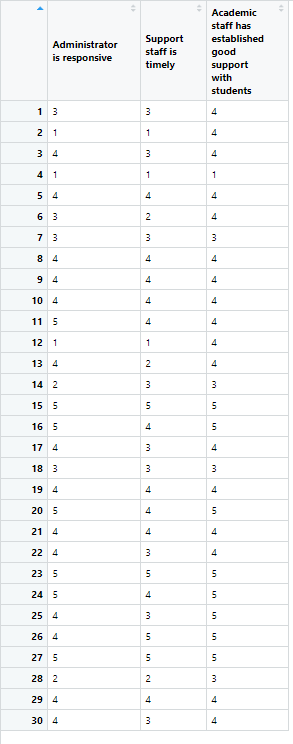 Administrator is responsive Support staff is timely Academic staff has established good support with students
1 3 3 4
2 1 1 4
3 4 3 4
4 1 1 1
5 4 4 4
6 3 2 4
7 3 3 3
8 4 4 4
9 4 4 4
10 4 4 4
11 5 4 4
12 1 1 4
13 4 2 4
14 2 3 3
15 5 5 5
16 5 4 5
17 4 3 4
18 3 3 3
19 4 4 4
20 5 4 5
21 4 4 4
22 4 3 4
23 5 5 5
24 5 4 5
25 4 3 5
26 4 5 5
27 5 5 5
28 2 2 3
29 4 4 4
30 4 3 4